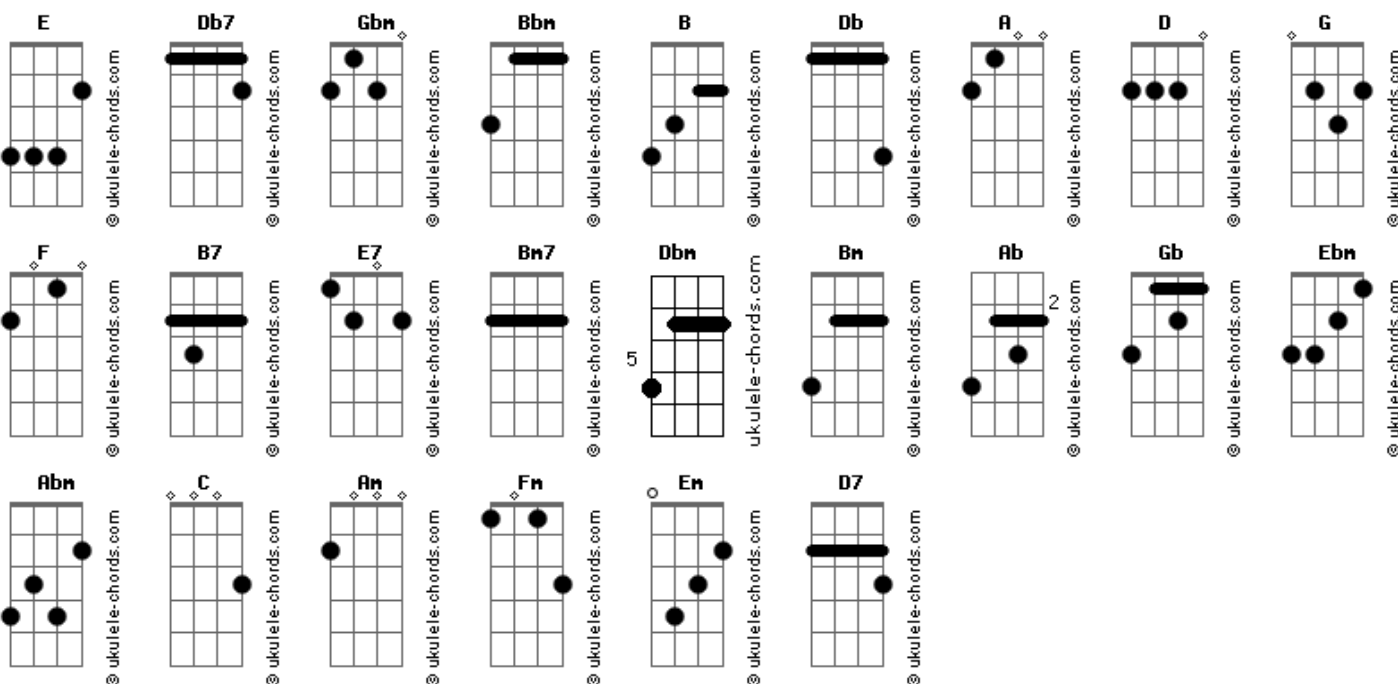 E Db7 Gbm Bbm B Db A D G
© ukulele-chords.com © ukulele-chords.com © ukulele-chords.com © ukulele-chords.com © ukulele-chords.com © ukulele-chords.com © ukulele-chords.com © ukulele-chords.com © ukulele-chords.com
F B7 E7 Bm7 Dbm Bm Ab Gb Ebm
2
5
© ukulele-chords.com © ukulele-chords.com © ukulele-chords.com © ukulele-chords.com ukulele-chords.com © ukulele-chords.com © ukulele-chords.com © ukulele-chords.com © ukulele-chords.com
Abm C Am Fm Em D7
© ukulele-chords.com © ukulele-chords.com © ukulele-chords.com © ukulele-chords.com © ukulele-chords.com © ukulele-chords.com